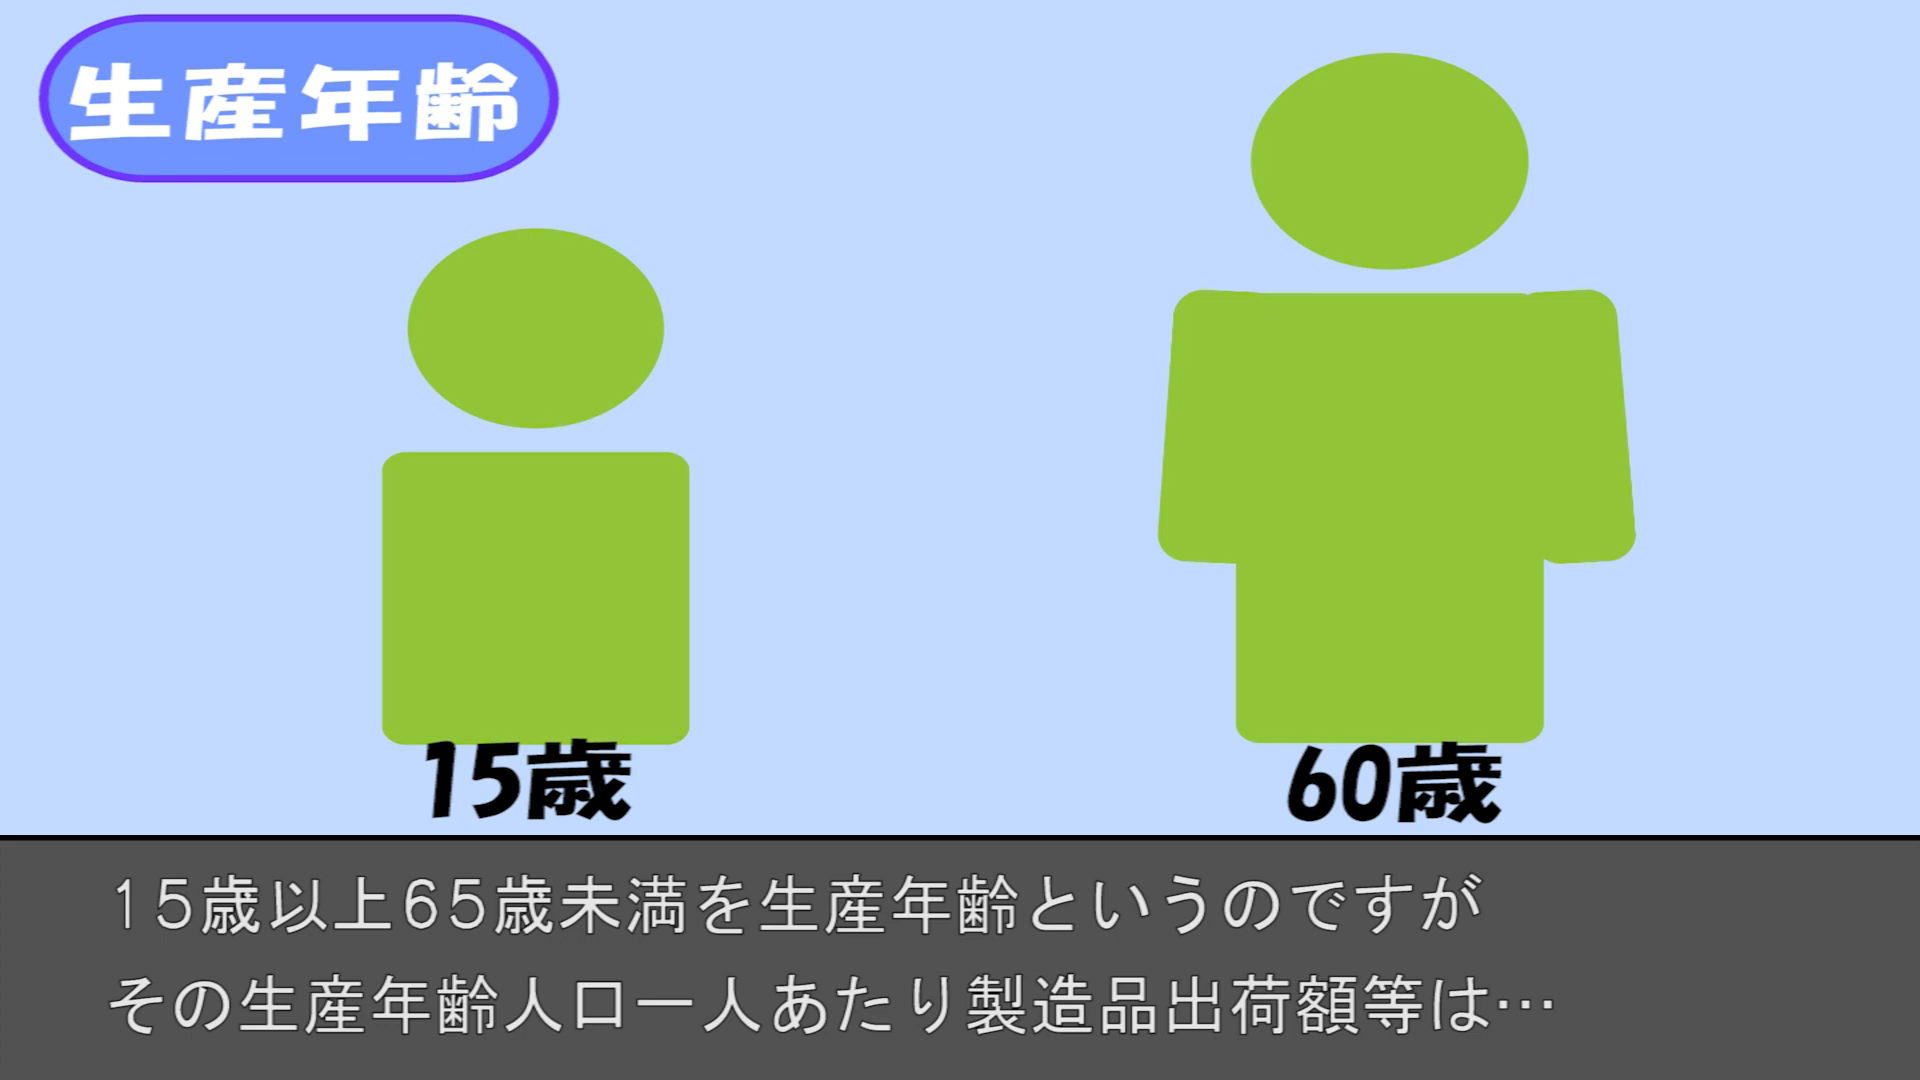 生産年齢
15歳
60歳
15歳以上65歳未満を生産年齢というのですが
その生産年齢人口一人あたり製造品出荷額等は…